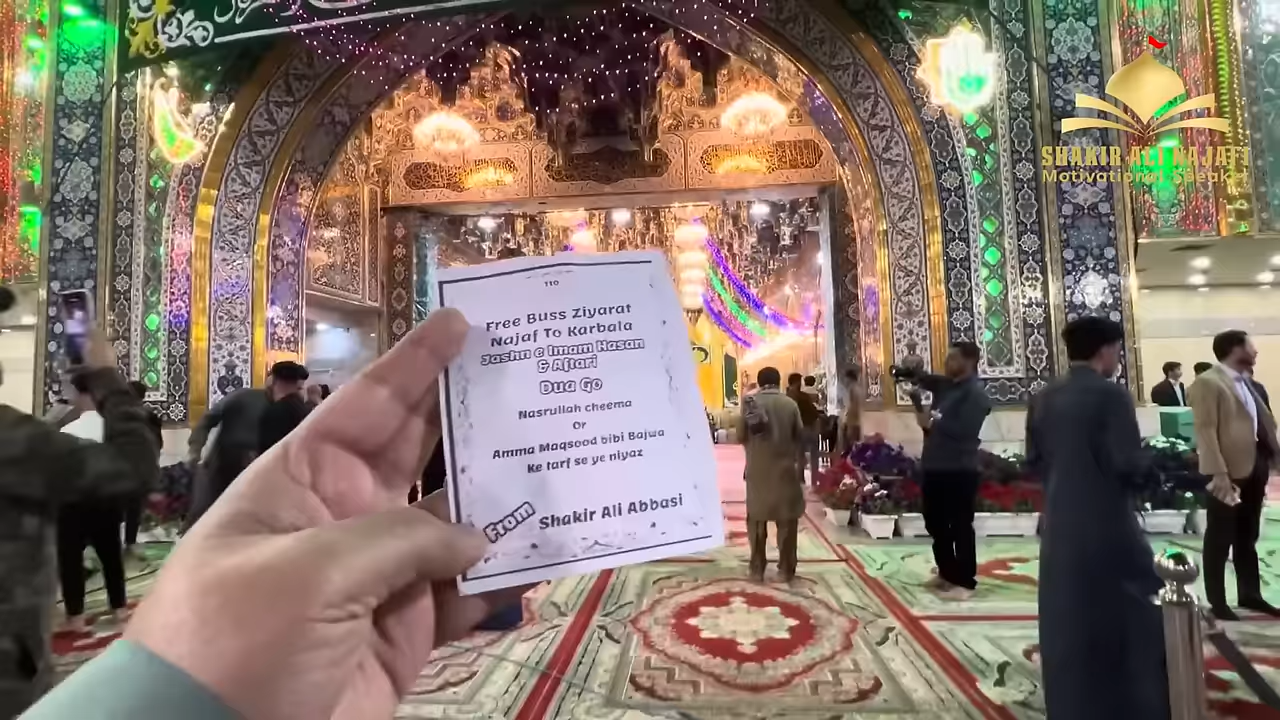 SHAKIR ALI NAJAFI
Motivational Speaker
110
Free Buss Ziyarat
Najaf To Karbala
Jashn e Imam Hasan
& Aftari
Dua Go
Nasrullah cheema
Or
Amma Maqsood bibi Bajwa
Ke tarf se ye niyaz
From Shakir Ali Abbasi